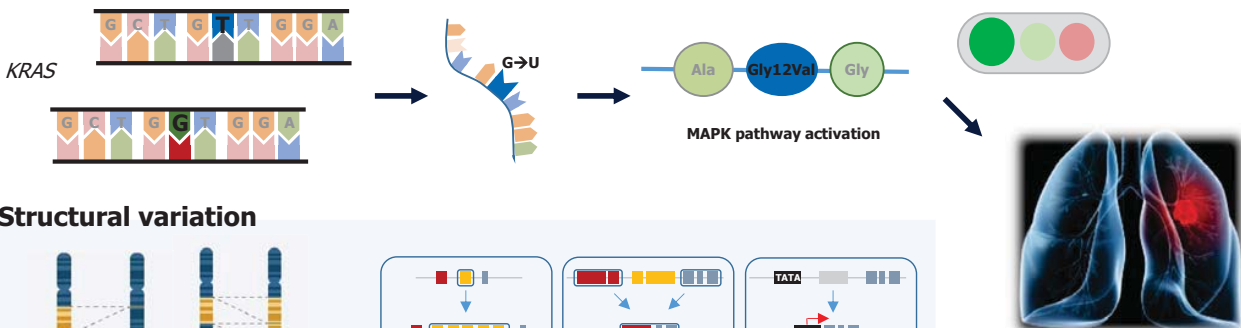 G C T G T T G G A
KRAS
G C T G G T G G A
G→U
Ala Gly12Val Gly
MAPK pathway activation
Structural variation
TATA